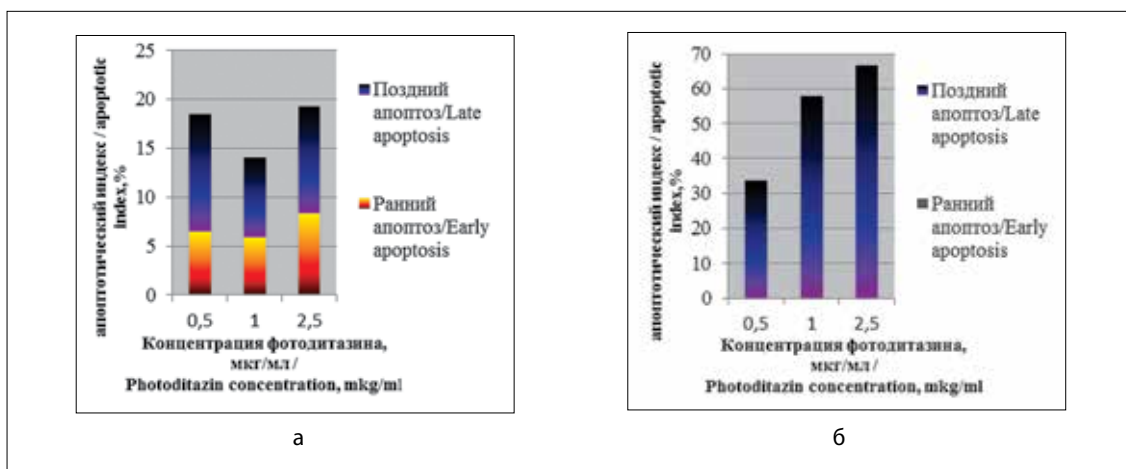 апоптотический индекс / apoptotic
index,%
25
20
15
10
5
0
0,5 1 2,5
Концентрация фотодитазина,
мкг/мл /
Photoditazin concentration, mkg/ml
Поздний
апоптоз/Late
apoptosis
Ранний
апоптоз/Early
apoptosis
а
апоптотический индекс / apoptotic
index,%
70
60
50
40
30
20
10
0
0,5 1 2,5
Концентрация фотодитазина,
мкг/мл /
Photoditazin concentration, mkg/ml
Поздний
апоптоз/Late
apoptosis
Ранний
апоптоз/Early
apoptosis
б